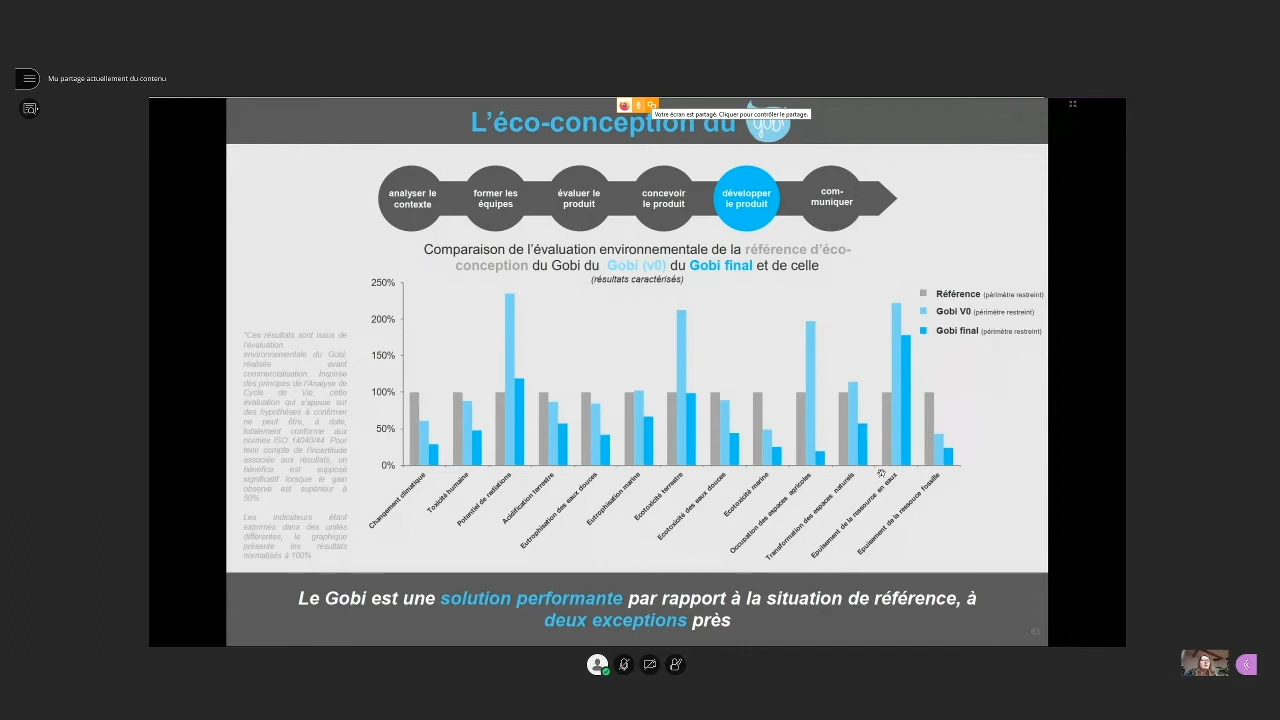 Mu partage actuellement du contenu
L'éco-conception du gobi
Votre écran est partagé. Cliquer pour contrôler le partage.
analyser le
contexte
former les
équipes
évaluer le
produit
concevoir
le produit
développer
le produit
com-
muniquer
Comparaison de l'évaluation environnementale de la référence d'éco-
conception du Gobi du Gobi (v0) du Gobi final et de celle
(résultats caractérisés)
250%
200%
150%
100%
50%
0%
Référence (périmètre restreint)
Gobi V0 (périmètre restreint)
Gobi final (périmètre restreint)
*Ces résultats sont issus de
l'évaluation
environnementale du Gobi,
réalisée avant
commercialisation. Inspirée
des principes de l'Analyse de
Cycle de Vie, cette
évaluation qui s'appuie sur
des hypothèses à confirmer
ne peut être, à date,
totalement conforme aux
normes ISO 14040/44. Pour
tenir compte de l'incertitude
associée aux résultats, un
bénéfice est supposé
significatif lorsque le gain
observé est supérieur à
50%.
Les indicateurs étant
exprimés dans des unités
différentes, le graphique
présente les résultats
normalisés à 100%
Changement climatique
Toxicité humaine
Potentiel de radiations
Acidification terrestre
Eutrophisation des eaux douces
Eutrophisation marine
Ecotoxicité terrestre
Ecotoxicité des eaux douces
Ecotoxicité marine
Occupation des espaces agricoles
Transformation des espaces naturels
Epuisement de la ressource en eaux
Epuisement de la ressouce fossile
Le Gobi est une solution performante par rapport à la situation de référence, à
deux exceptions près
63